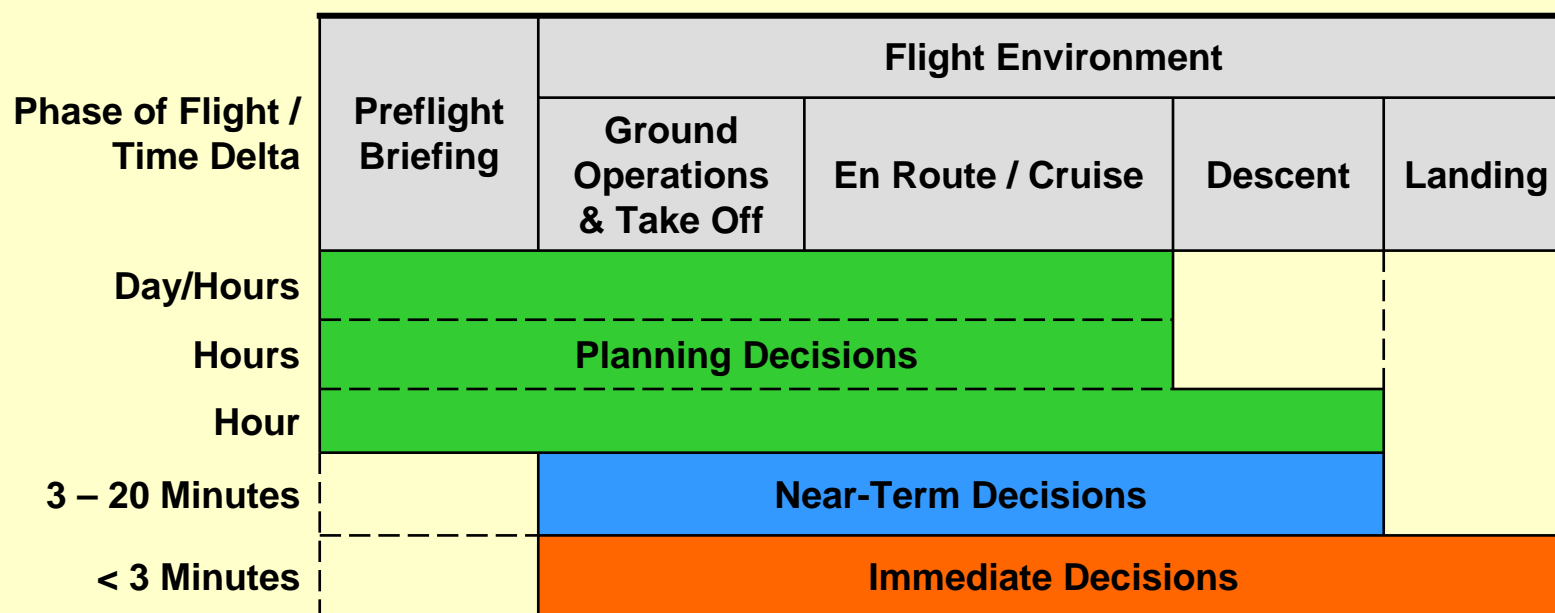 Phase of Flight /
Time Delta
Preflight
Briefing
Flight Environment
Ground
Operations
& Take Off
En Route / Cruise
Descent
Landing
Day/Hours
Hours
Planning Decisions
Hour
3 – 20 Minutes
Near-Term Decisions
< 3 Minutes
Immediate Decisions